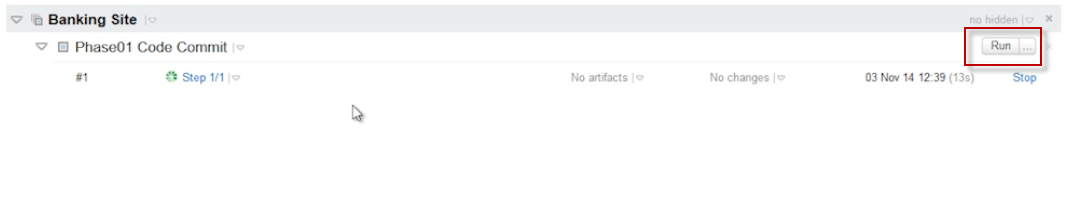 Banking Site no hidden
Phase01 Code Commit Run ...
#1 Step 1/1 No artifacts No changes 03 Nov 14 12:39 (13s) Stop